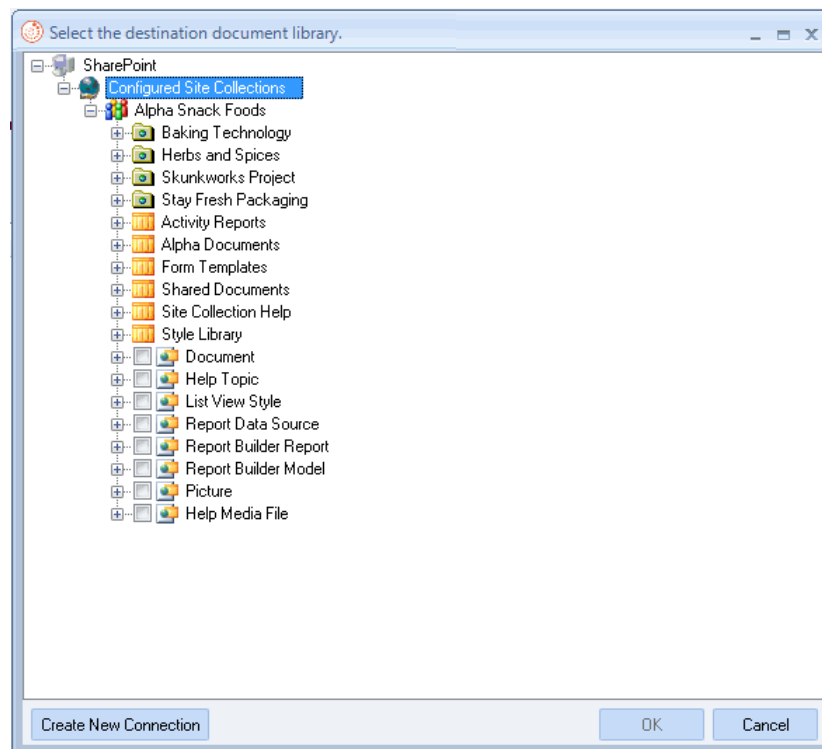 Select the destination document library.
SharePoint
Configured Site Collections
Alpha Snack Foods
Baking Technology
Herbs and Spices
Skunkworks Project
Stay Fresh Packaging
Activity Reports
Alpha Documents
Form Templates
Shared Documents
Site Collection Help
Style Library
Document
Help Topic
List View Style
Report Data Source
Report Builder Report
Report Builder Model
Picture
Help Media File
Create New Connection OK Cancel